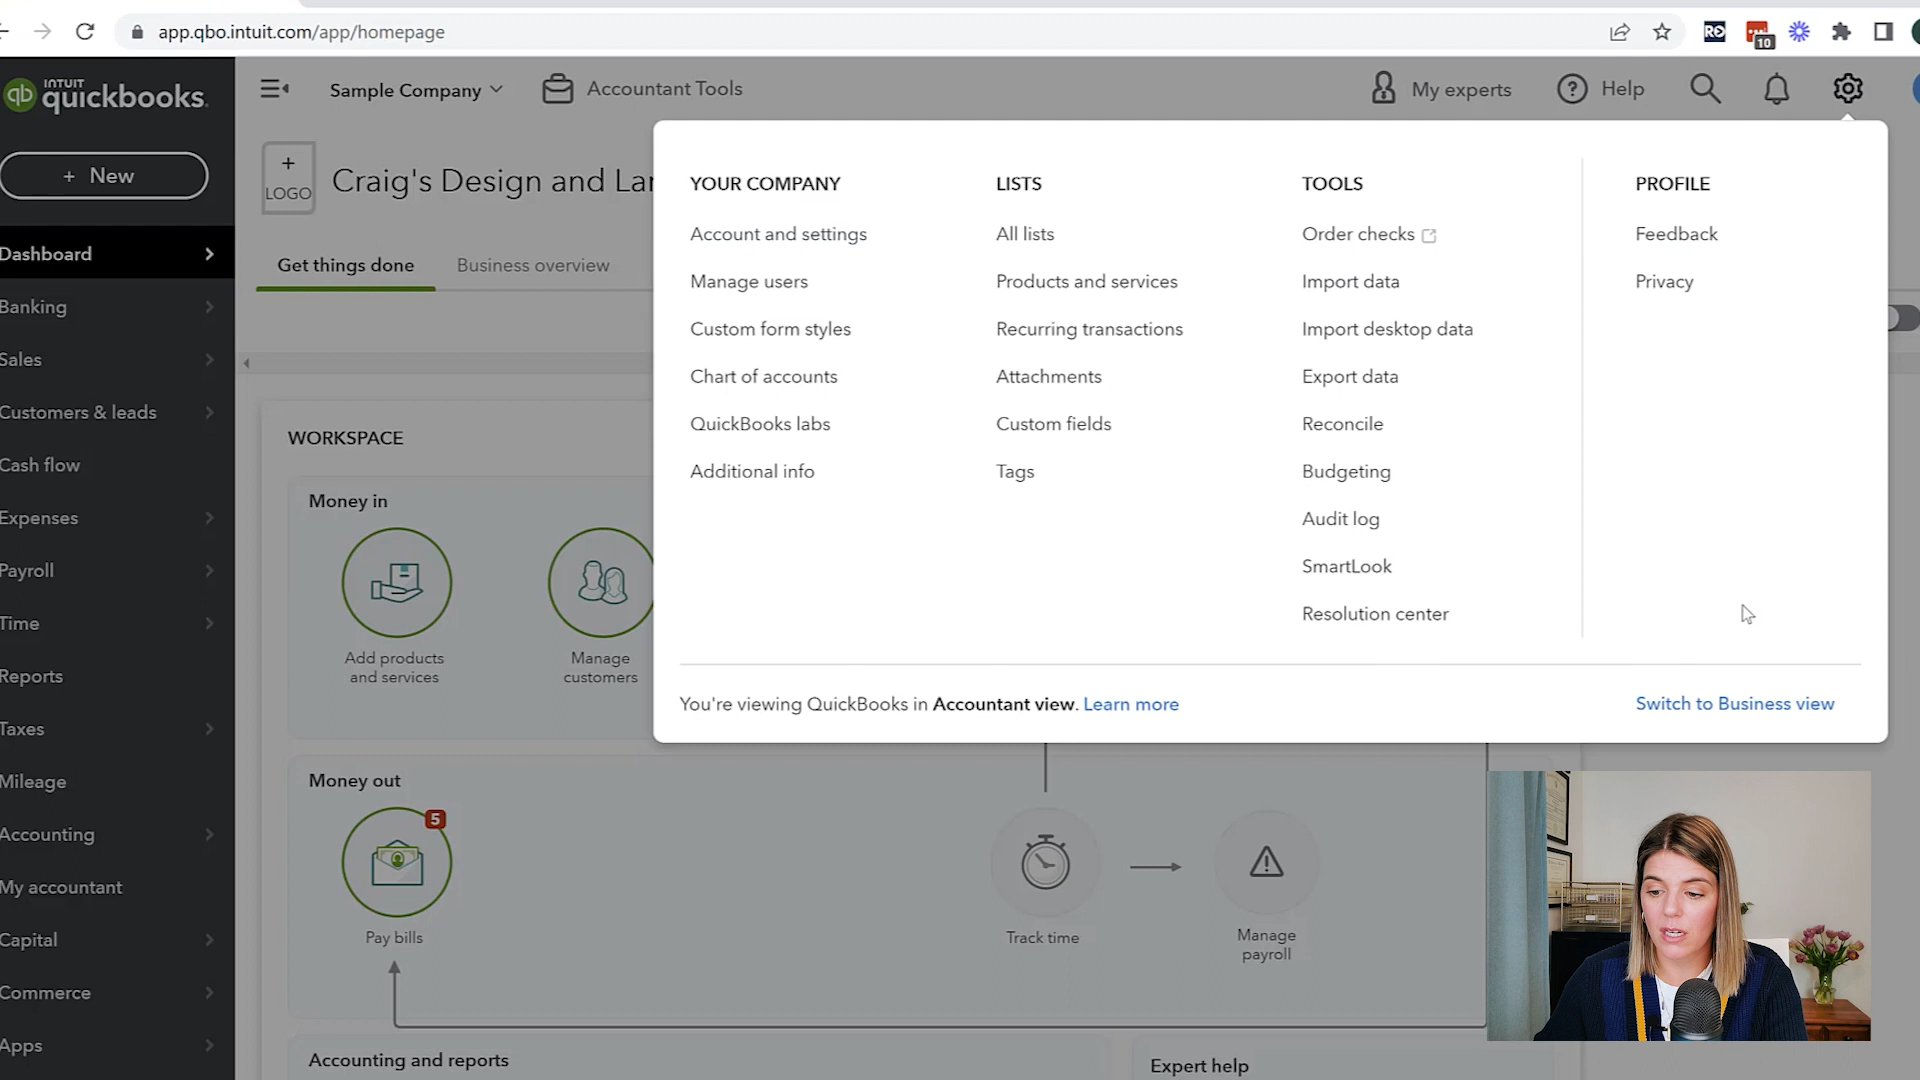 app.qbo.intuit.com/app/homepage
10
INTUIT
quickbooks.
qb
Sample Company
Accountant Tools
My experts
Help
+ New
+
LOGO
Craig's Design and Lar
Get things done
Business overview
Dashboard
Banking
Sales
Customers & leads
Cash flow
Expenses
Payroll
Time
Reports
Taxes
Mileage
Accounting
My accountant
Capital
Commerce
Apps
YOUR COMPANY
Account and settings
Manage users
Custom form styles
Chart of accounts
QuickBooks labs
Additional info
LISTS
All lists
Products and services
Recurring transactions
Attachments
Custom fields
Tags
TOOLS
Order checks
Import data
Import desktop data
Export data
Reconcile
Budgeting
Audit log
SmartLook
Resolution center
PROFILE
Feedback
Privacy
You're viewing QuickBooks in Accountant view. Learn more
Switch to Business view
WORKSPACE
Money in
Add products
and services
Manage
customers
Money out
5
Pay bills
Track time
Manage
payroll
Accounting and reports
Expert help